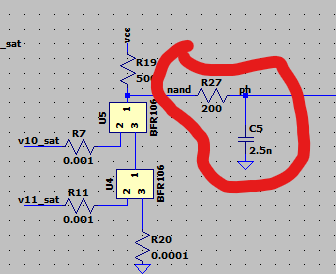 _sat
vcc
R19
nand
R27
ph
200
U5
1
2
3
BFR106
C5
2.5n
v10_sat
R7
0.001
U4
1
2
3
BFR106
v11_sat
R11
0.001
R20
0.0001